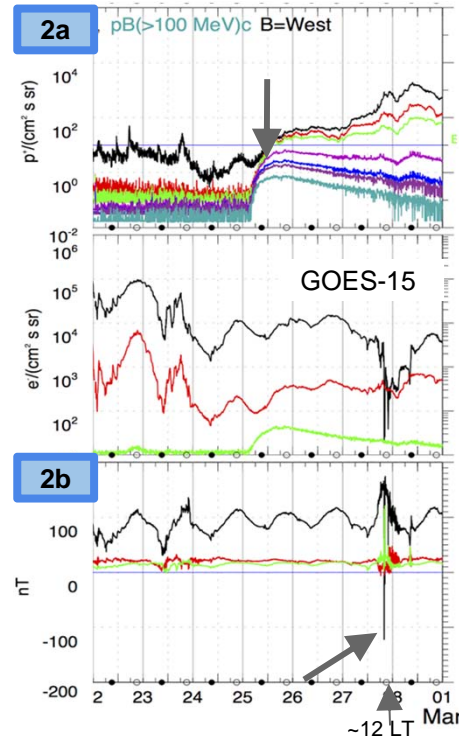 2a
, pB(>100 MeV)c B=West
p⁺/(cm² s sr)
10⁴
10²
10⁰
10⁻²
E
10⁶
e⁻/(cm² s sr)
10⁵
GOES-15
10⁴
10³
10²
2b
nT
100
0
-100
-200
2 23 24 25 26 27 28 01
Mar
~12 LT